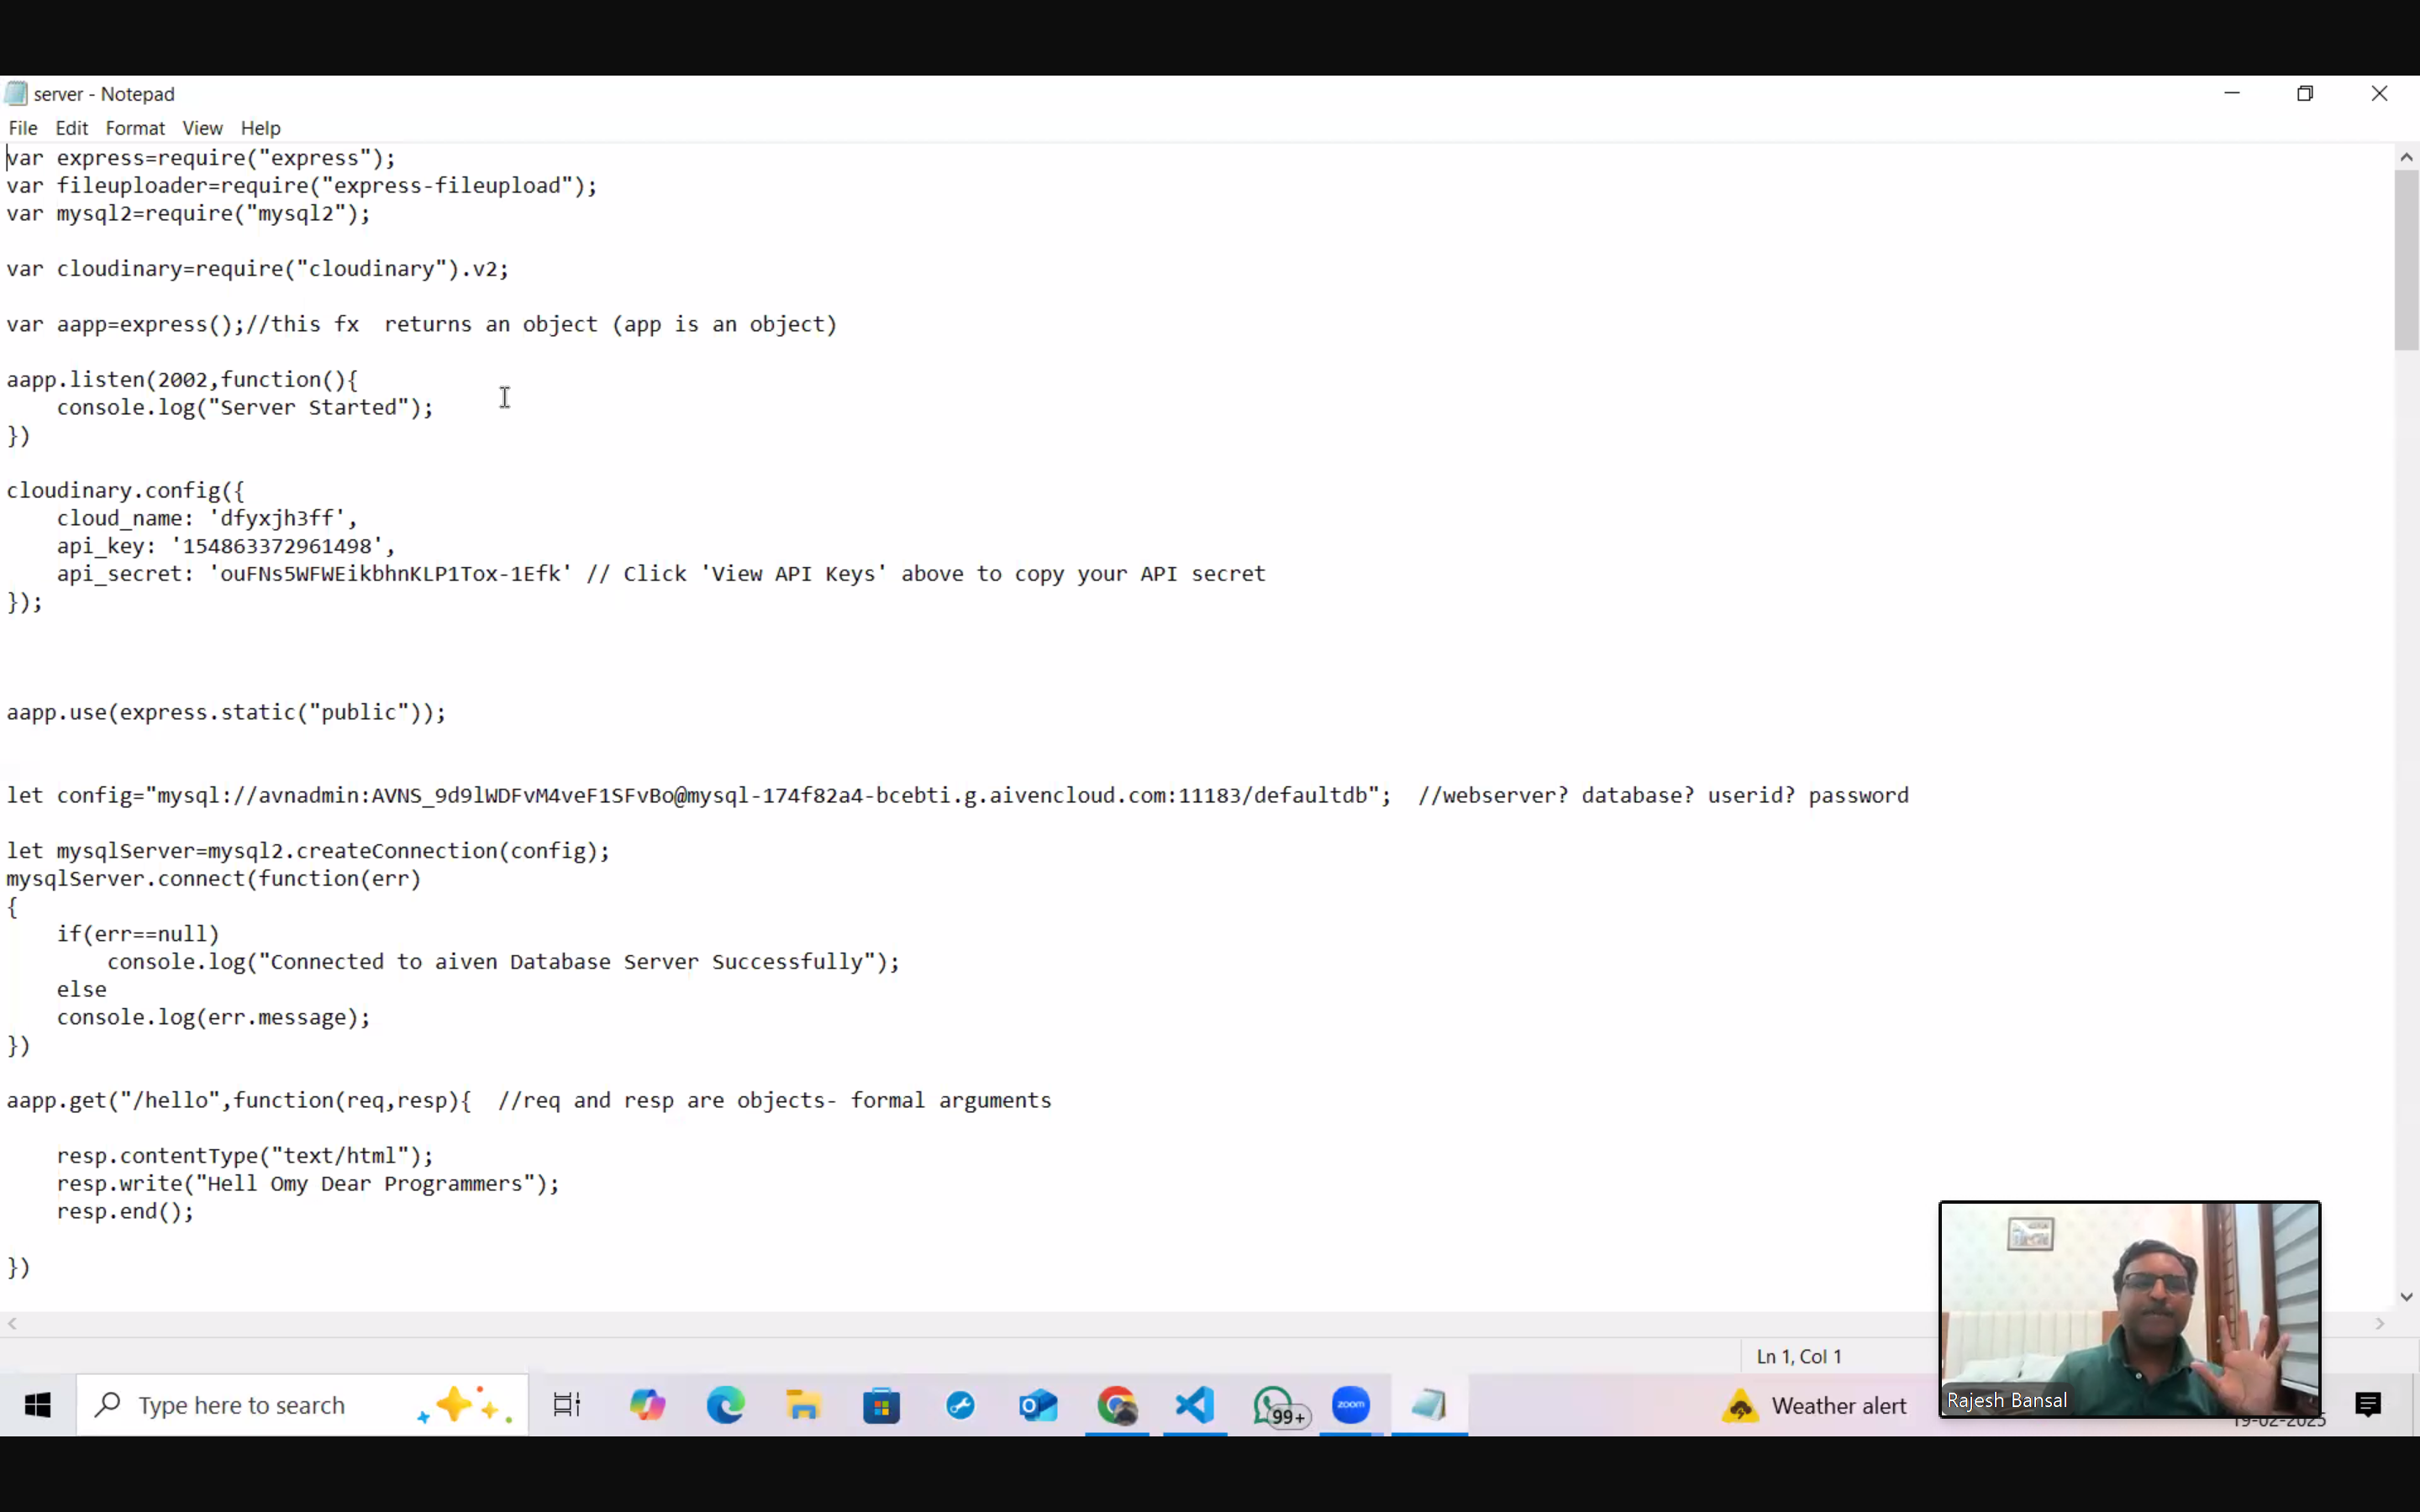 server - Notepad
File Edit Format View Help
var express=require("express");
var fileuploader=require("express-fileupload");
var mysql2=require("mysql2");
var cloudinary=require("cloudinary").v2;
var aapp=express();//this fx  returns an object (app is an object)
aapp.listen(2002,function(){
    console.log("Server Started");
})
cloudinary.config({
    cloud_name: 'dfyxjh3ff',
    api_key: '154863372961498',
    api_secret: 'ouFNs5WFWEikbhnKLP1Tox-1Efk' // Click 'View API Keys' above to copy your API secret
});
aapp.use(express.static("public"));
let config="mysql://avnadmin:AVNS_9d9lWDFvM4veF1SFvBo@mysql-174f82a4-bcebti.g.aivencloud.com:11183/defaultdb";  //webserver? database? userid? password
let mysqlServer=mysql2.createConnection(config);
mysqlServer.connect(function(err)
{
    if(err==null)
        console.log("Connected to aiven Database Server Successfully");
    else
    console.log(err.message);
})
aapp.get("/hello",function(req,resp){  //req and resp are objects- formal arguments
    resp.contentType("text/html");
    resp.write("Hell Omy Dear Programmers");
    resp.end();
})
Ln 1, Col 1
Type here to search
99+
zoom
Weather alert
Rajesh Bansal
19-02-2025